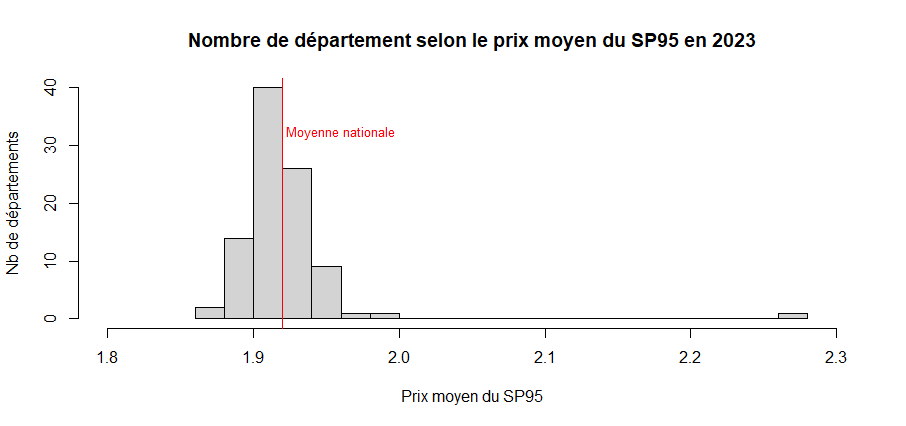 Nombre de département selon le prix moyen du SP95 en 2023
Nb de départements
40
30
20
10
0
Moyenne nationale
1.8 1.9 2.0 2.1 2.2 2.3
Prix moyen du SP95